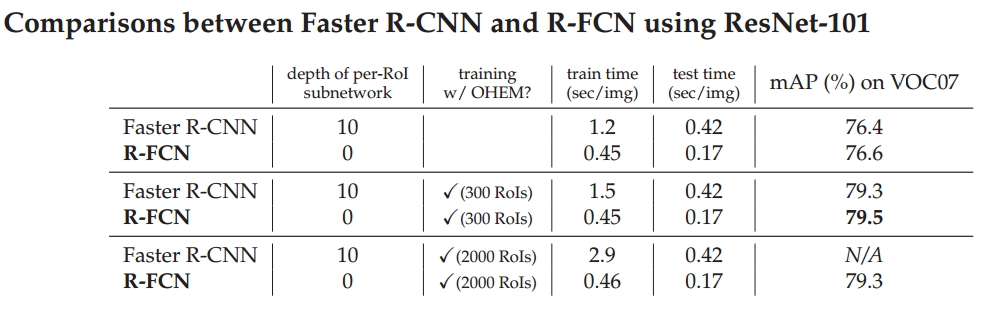 Comparisons between Faster R-CNN and R-FCN using ResNet-101
depth of per-RoI subnetwork | training w/ OHEM? | train time (sec/img) | test time (sec/img) | mAP (%) on VOC07
Faster R-CNN 10 1.2 0.42 76.4
R-FCN 0 0.45 0.17 76.6
Faster R-CNN 10 ✓(300 RoIs) 1.5 0.42 79.3
R-FCN 0 ✓(300 RoIs) 0.45 0.17 79.5
Faster R-CNN 10 ✓(2000 RoIs) 2.9 0.42 N/A
R-FCN 0 ✓(2000 RoIs) 0.46 0.17 79.3